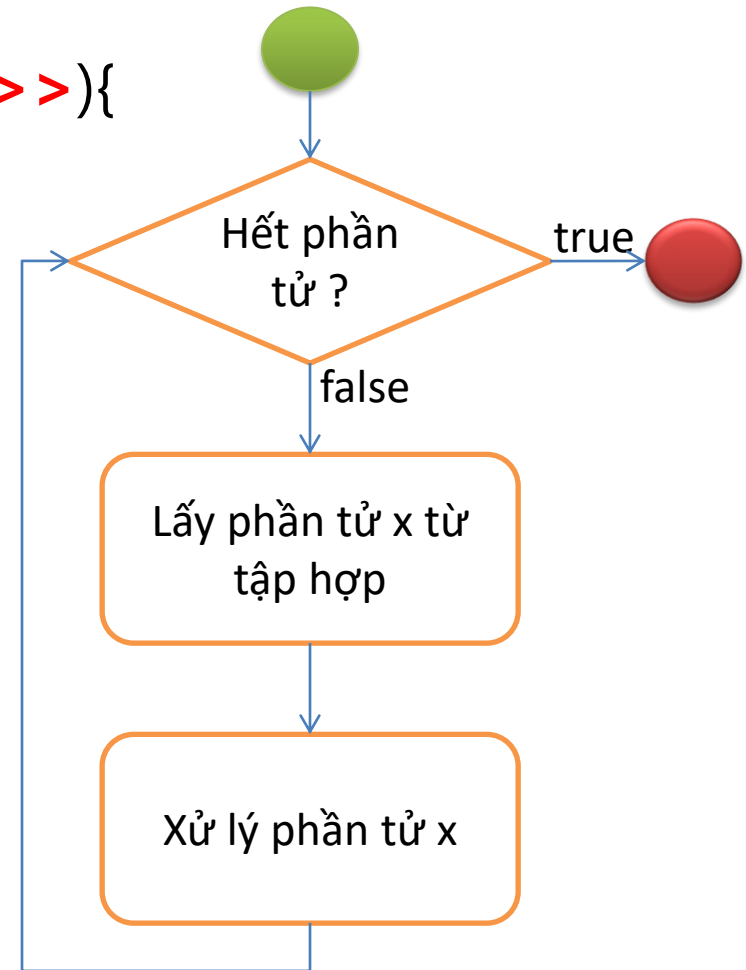 >>){
Hết phần
tử ?
true
false
Lấy phần tử x từ
tập hợp
Xử lý phần tử x